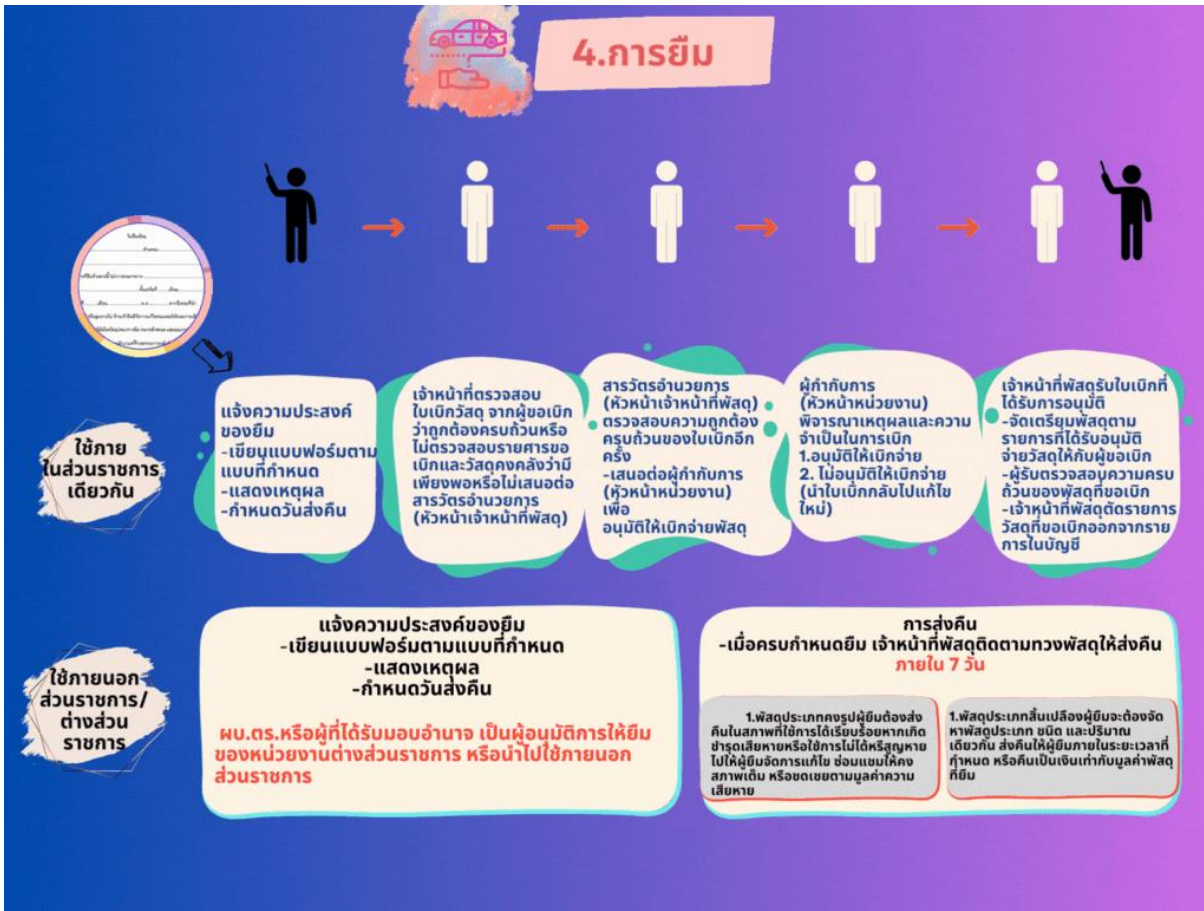 4.การยืม
ใบยืมพัสดุ
ใช้ภาย
ในส่วนราชการ
เดียวกัน
แจ้งความประสงค์
ของยืม
-เขียนแบบฟอร์มตาม
แบบที่กำหนด
-แสดงเหตุผล
-กำหนดวันส่งคืน
เจ้าหน้าที่ตรวจสอบ
ใบเบิกวัสดุ จากผู้ขอเบิก
ว่าถูกต้องครบถ้วนหรือ
ไม่ตรวจสอบรายศารขอ
เบิกและวัสดุคงคลังว่ามี
เพียงพอหรือไม่เสนอต่อ
สารวัตรอำนวยการ
(หัวหน้าเจ้าหน้าที่พัสดุ)
สารวัตรอำนวยการ
(หัวหน้าเจ้าหน้าที่พัสดุ)
ตรวจสอบความถูกต้อง
ครบถ้วนของใบเบิกอีก
ครั้ง
-เสนอต่อผู้กำกับการ
(หัวหน้าหน่วยงาน)
เพื่อ
อนุมัติให้เบิกจ่ายพัสดุ
ผู้กำกับการ
(หัวหน้าหน่วยงาน)
พิจารณาเหตุผลและความ
จำเป็นในการเบิก
1.อนุมัติให้เบิกจ่าย
2. ไม่อนุมัติให้เบิกจ่าย
(นำใบเบิกกลับไปแก้ไข
ใหม่)
เจ้าหน้าที่พัสดุรับใบเบิกที่
ได้รับการอนุมัติ
-จัดเตรียมพัสดุตาม
รายการที่ได้รับอนุมัติ
จ่ายวัสดุให้กับผู้ขอเบิก
-ผู้รับตรวจสอบความครบ
ถ้วนของพัสดุที่ขอเบิก
-เจ้าหน้าที่พัสดุตัดรายการ
วัสดุที่ขอเบิกออกจากราย
การในบัญชี
ใช้ภายนอก
ส่วนราชการ/
ต่างส่วน
ราชการ
แจ้งความประสงค์ของยืม
-เขียนแบบฟอร์มตามแบบที่กำหนด
-แสดงเหตุผล
-กำหนดวันส่งคืน
ผบ.ตร.หรือผู้ที่ได้รับมอบอำนาจ เป็นผู้อนุมัติการให้ยืม
ของหน่วยงานต่างส่วนราชการ หรือนำไปใช้ภายนอก
ส่วนราชการ
การส่งคืน
-เมื่อครบกำหนดยืม เจ้าหน้าที่พัสดุติดตามทวงพัสดุให้ส่งคืน
ภายใน 7 วัน
1.พัสดุประเภทคงรูปผู้ยืมต้องส่ง
คืนในสภาพที่ใช้การได้เรียบร้อยหากเกิด
ชำรุดเสียหายหรือใช้การไม่ได้หรืสูญหาย
ไปให้ผู้ยืมจัดการแก้ไข ซ่อมแซมให้คง
สภาพเดิม หรือชดเชยตามมูลค่าความ
เสียหาย
1.พัสดุประเภทสิ้นเปลืองผู้ยืมจะต้องจัด
หาพัสดุประเภท ชนิด และปริมาณ
เดียวกัน ส่งคืนให้ผู้ยืมภายในระยะเวลาที่
กำหนด หรือคืนเป็นเงินเท่ากับมูลค่าพัสดุ
ที่ยืม